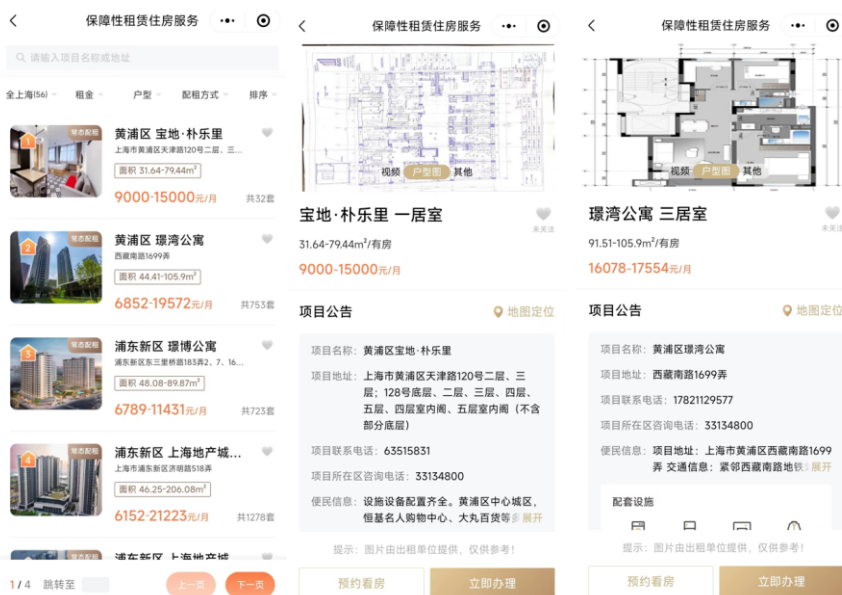 保障性租赁住房服务
请输入项目名称或地址
全上海(56) 租金 户型 配租方式 排序
常态配租
1
黄浦区 宝地·朴乐里
上海市黄浦区天津路120号二层、三...
面积 31.64-79.44m²
9000-15000元/月 共32套
常态配租
2
黄浦区 璟湾公寓
西藏南路1699弄
面积 44.41-105.9m²
6852-19572元/月 共753套
常态配租
3
浦东新区 璟博公寓
浦东新区东三里桥路183弄2、7、16...
面积 48.08-89.87m²
6789-11431元/月 共723套
常态配租
4
浦东新区 上海地产城...
上海市浦东新区济明路518弄
面积 46.25-206.08m²
6152-21223元/月 共1278套
常态配租
浦东新区 上海地产城
1 / 4 跳转至 上一页 下一页
保障性租赁住房服务
视频 户型图 其他
宝地·朴乐里 一居室
未关注
31.64-79.44m²/有房
9000-15000元/月
项目公告 地图定位
项目名称：黄浦区宝地·朴乐里
项目地址：上海市黄浦区天津路120号二层、三
层；128号底层、二层、三层、四层、
五层、四层室内阁、五层室内阁（不含
部分底层）
项目联系电话：63515831
项目所在区咨询电话：33134800
便民信息：设施设备配置齐全。黄浦区中心城区，
恒基名人购物中心、大丸百货等 展开
提示：图片由出租单位提供，仅供参考！
预约看房 立即办理
保障性租赁住房服务
视频 户型图 其他
璟湾公寓 三居室
未关注
91.51-105.9m²/有房
16078-17554元/月
项目公告 地图定位
项目名称：黄浦区璟湾公寓
项目地址：西藏南路1699弄
项目联系电话：17821129577
项目所在区咨询电话：33134800
便民信息：项目地址：上海市黄浦区西藏南路1699
弄 交通信息：紧邻西藏南路地铁 展开
配套设施
提示：图片由出租单位提供，仅供参考！
预约看房 立即办理